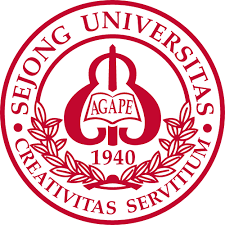 SEJONG UNIVERSITAS
AGAPE
1940
CREATIVITAS SERVITIUM